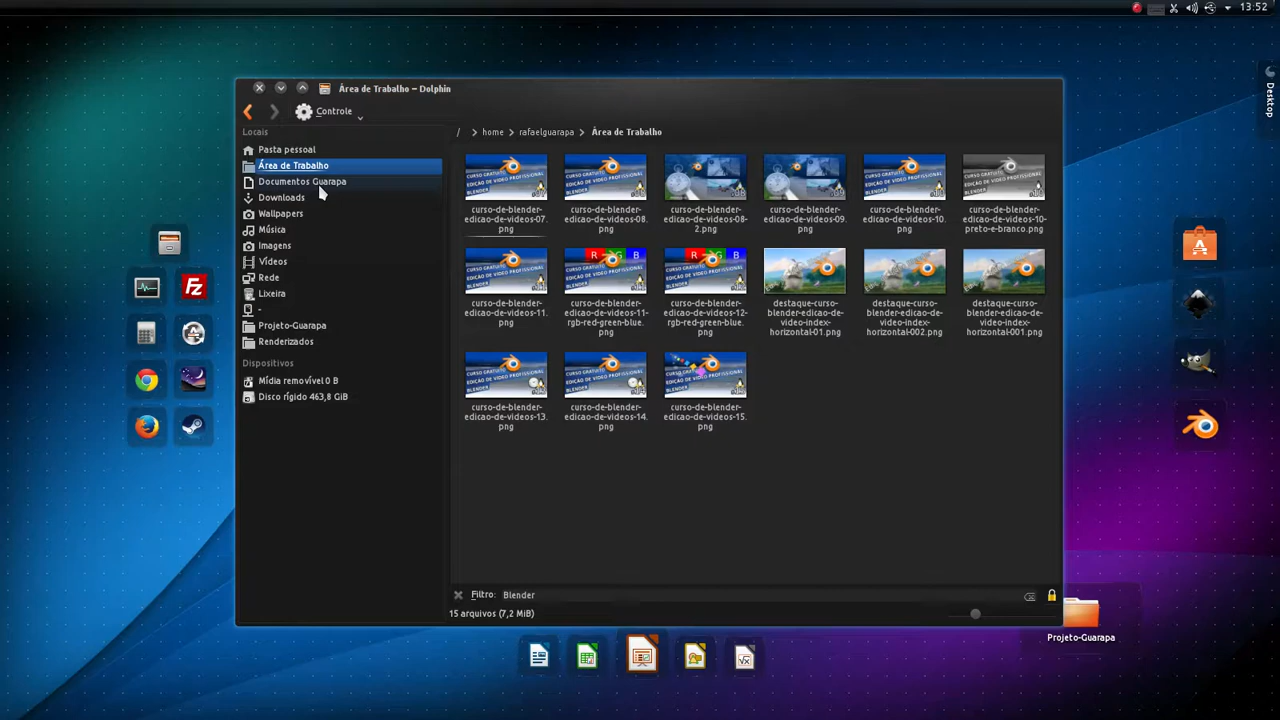 13:52
Desktop
Área de Trabalho – Dolphin
Controle
Locais
/ > home > rafaelguarapa > Área de Trabalho
Pasta pessoal
Área de Trabalho
Documentos Guarapa
Downloads
Wallpapers
Música
Imagens
Vídeos
Rede
Lixeira
-
Projeto-Guarapa
Renderizados
Dispositivos
Mídia removível 0 B
Disco rígido 463,8 GiB
curso-de-blender-
edicao-de-videos-07.
png
curso-de-blender-
edicao-de-videos-08.
png
curso-de-blender-
edicao-de-videos-08-
2.png
curso-de-blender-
edicao-de-videos-09.
png
curso-de-blender-
edicao-de-videos-10.
png
curso-de-blender-
edicao-de-videos-10-
preto-e-branco.png
curso-de-blender-
edicao-de-videos-11.
png
curso-de-blender-
edicao-de-videos-11-
rgb-red-green-blue.
png
curso-de-blender-
edicao-de-videos-12-
rgb-red-green-blue.
png
destaque-curso-
blender-edicao-de-
video-index-
horizontal-01.png
destaque-curso-
blender-edicao-de-
video-index-
horizontal-002.png
destaque-curso-
blender-edicao-de-
video-index-
horizontal-001.png
curso-de-blender-
edicao-de-videos-13.
png
curso-de-blender-
edicao-de-videos-14.
png
curso-de-blender-
edicao-de-videos-15.
png
Filtro: Blender
15 arquivos (7,2 MiB)
Projeto-Guarapa